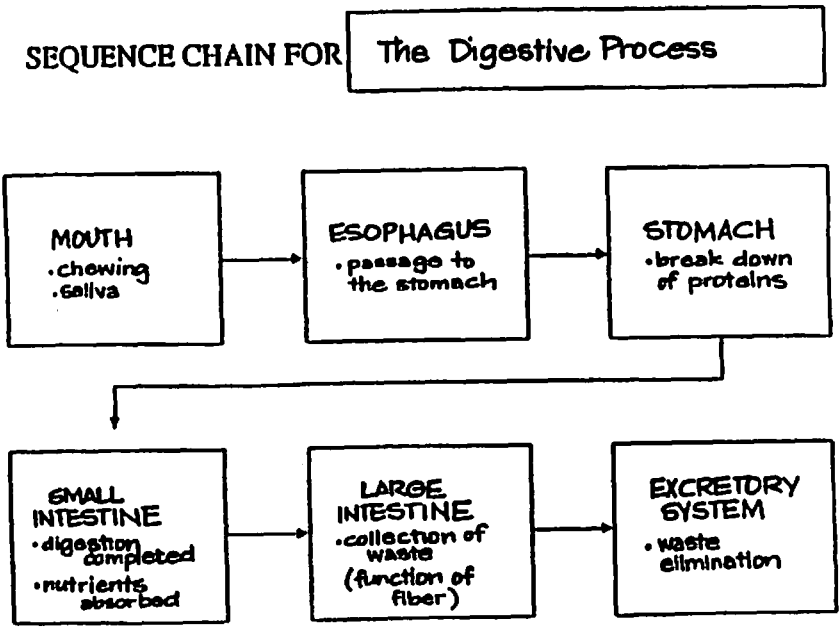 SEQUENCE CHAIN FOR The Digestive Process
MOUTH
• chewing
• saliva
ESOPHAGUS
• passage to
the stomach
STOMACH
• break down
of proteins
SMALL
INTESTINE
• digestion
completed
• nutrients
absorbed
LARGE
INTESTINE
• collection of
waste
(function of
fiber)
EXCRETORY
SYSTEM
• waste
elimination